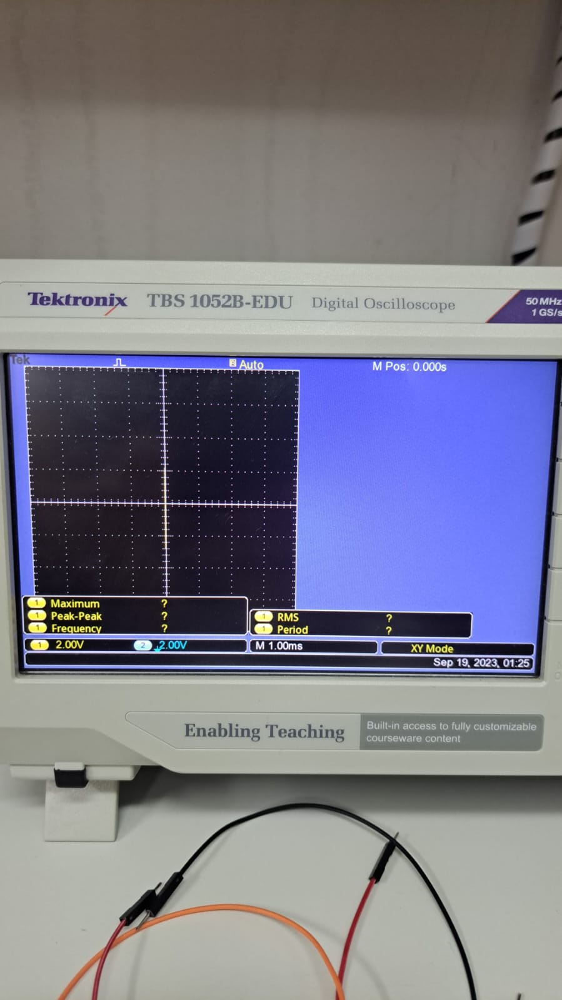 Tektronix TBS 1052B-EDU Digital Oscilloscope
50 MHz
1 GS/s
Tek R Auto M Pos: 0.000s
1 Maximum ?
1 Peak-Peak ?
1 Frequency ?
1 RMS ?
1 Period ?
1 2.00V 2 2.00V M 1.00ms XY Mode
Sep 19, 2023, 01:25
Enabling Teaching
Built-in access to fully customizable
courseware content